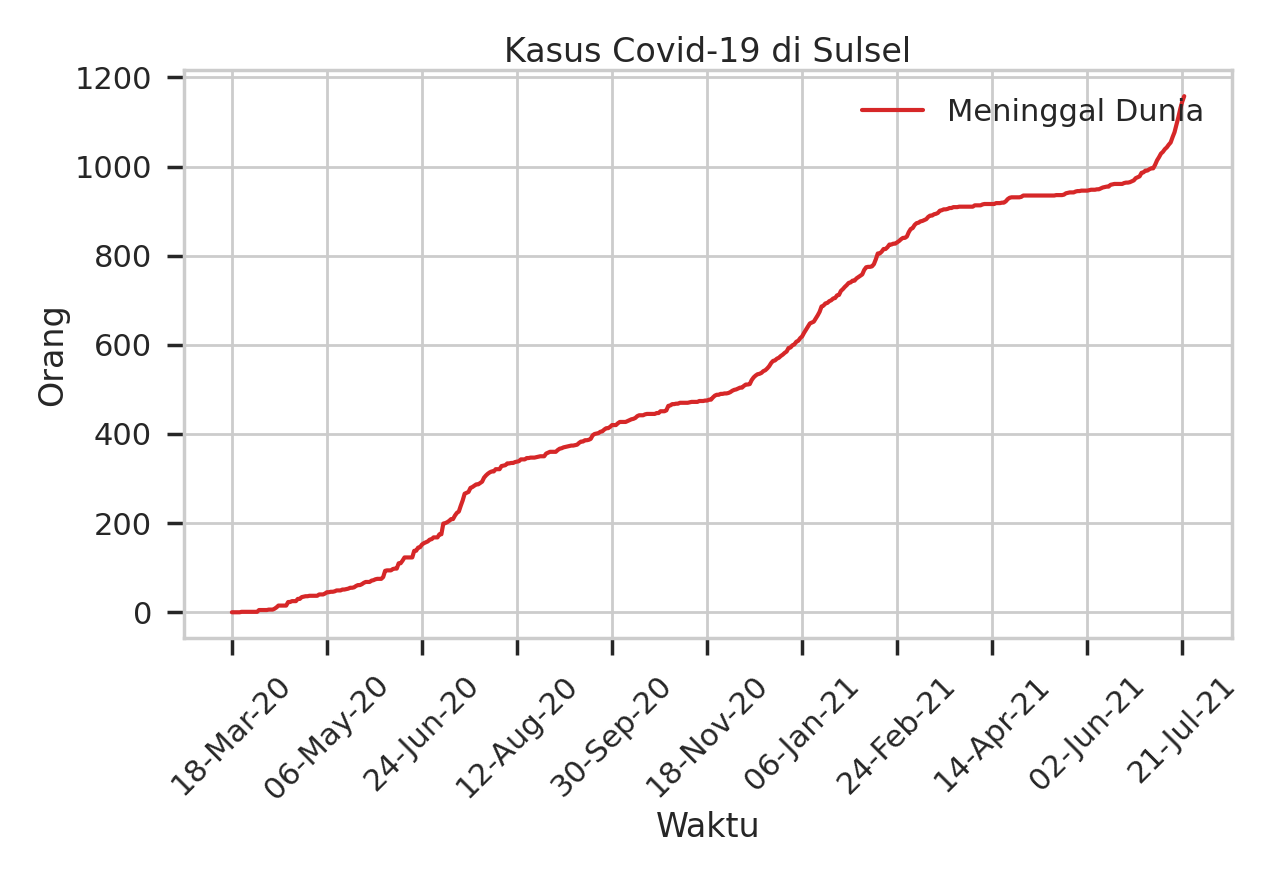 Kasus Covid-19 di Sulsel
Meninggal Dunia
Orang
1200
1000
800
600
400
200
0
18-Mar-20
06-May-20
24-Jun-20
12-Aug-20
30-Sep-20
18-Nov-20
06-Jan-21
24-Feb-21
14-Apr-21
02-Jun-21
21-Jul-21
Waktu